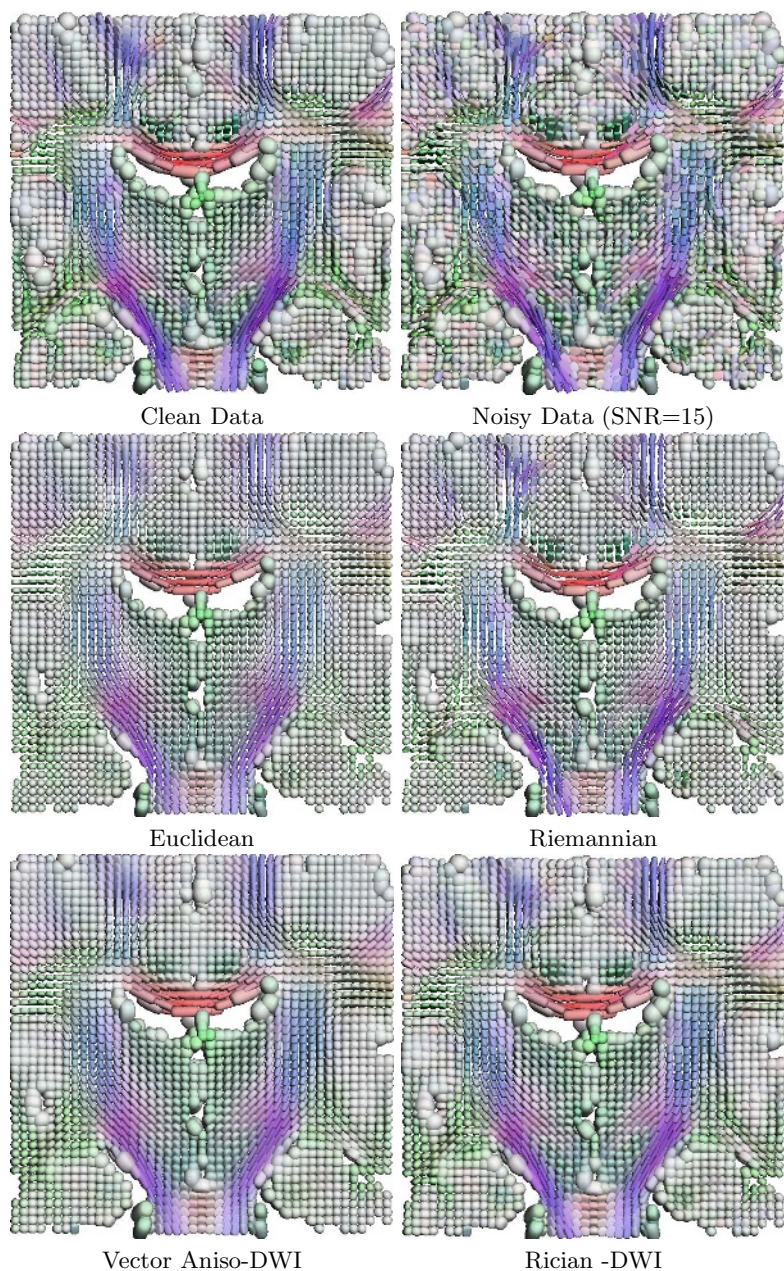 Clean Data
Noisy Data (SNR=15)
Euclidean
Riemannian
Vector Aniso-DWI
Rician -DWI